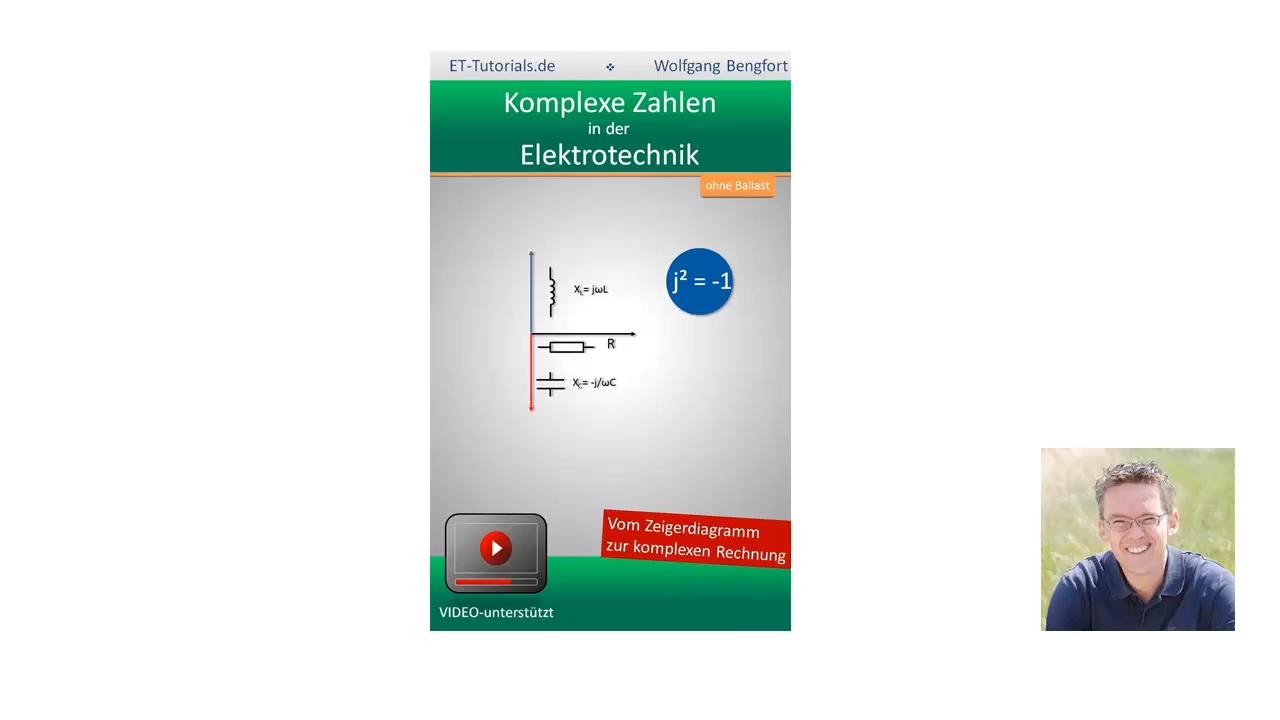 ET-Tutorials.de ❖ Wolfgang Bengfort
Komplexe Zahlen
in der
Elektrotechnik
ohne Ballast
j² = -1
X_L= jωL
R
X_C= -j/ωC
Vom Zeigerdiagramm
zur komplexen Rechnung
VIDEO-unterstützt